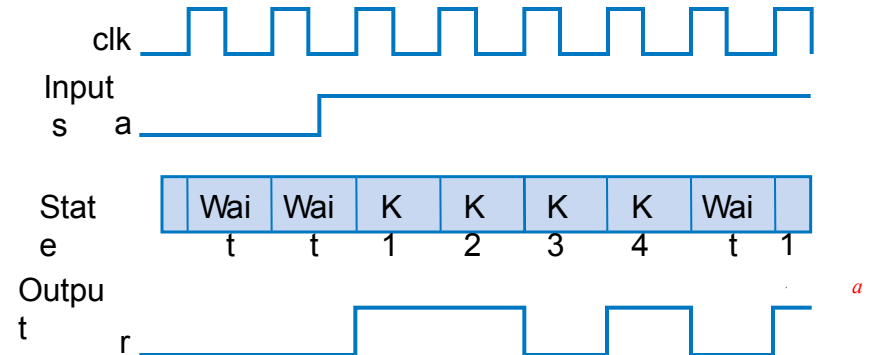 clk
Input
s a
Stat Wai Wai K K K K Wai
e t t 1 2 3 4 t 1
Outpu a
t r